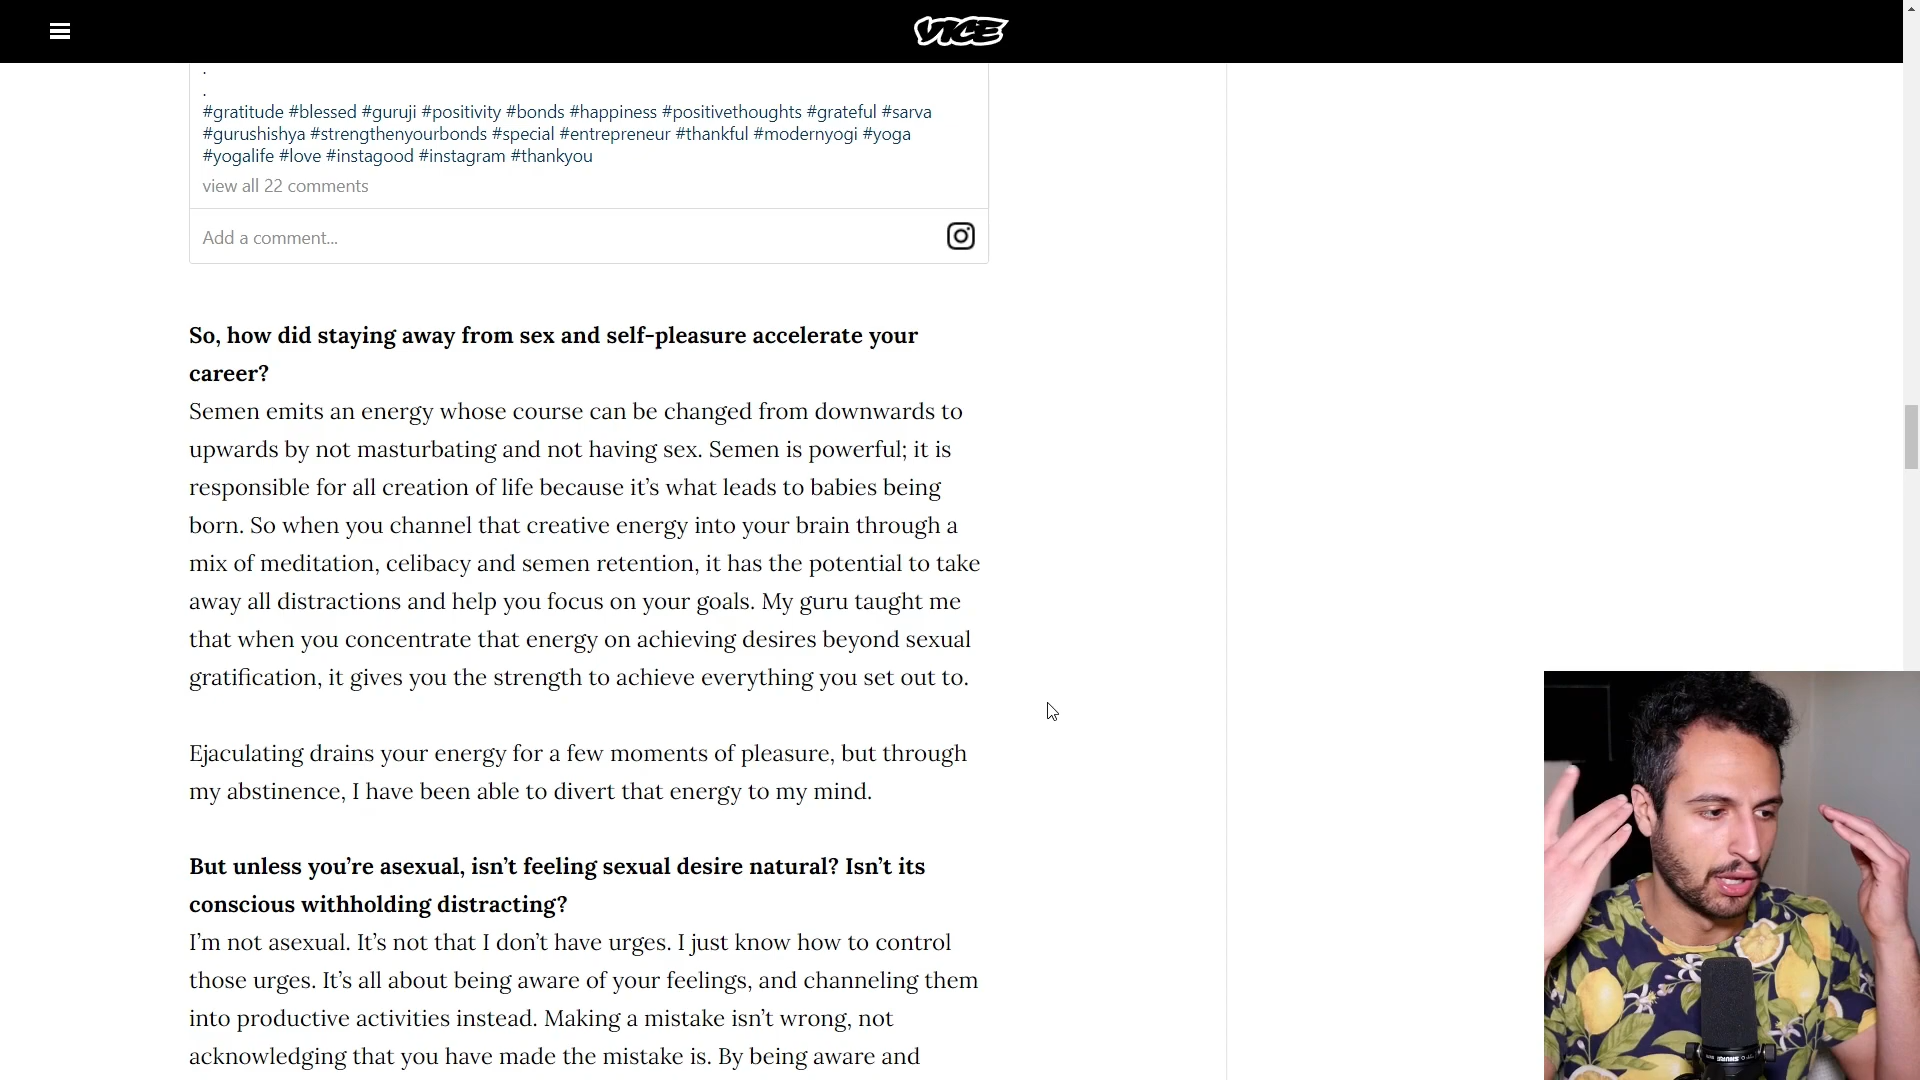 VICE
.
.
#gratitude #blessed #guruji #positivity #bonds #happiness #positivethoughts #grateful #sarva
#gurushishya #strengthenyourbonds #special #entrepreneur #thankful #modernyogi #yoga
#yogalife #love #instagood #instagram #thankyou
view all 22 comments
Add a comment...
So, how did staying away from sex and self-pleasure accelerate your
career?
Semen emits an energy whose course can be changed from downwards to
upwards by not masturbating and not having sex. Semen is powerful; it is
responsible for all creation of life because it’s what leads to babies being
born. So when you channel that creative energy into your brain through a
mix of meditation, celibacy and semen retention, it has the potential to take
away all distractions and help you focus on your goals. My guru taught me
that when you concentrate that energy on achieving desires beyond sexual
gratification, it gives you the strength to achieve everything you set out to.
Ejaculating drains your energy for a few moments of pleasure, but through
my abstinence, I have been able to divert that energy to my mind.
But unless you’re asexual, isn’t feeling sexual desire natural? Isn’t its
conscious withholding distracting?
I’m not asexual. It’s not that I don’t have urges. I just know how to control
those urges. It’s all about being aware of your feelings, and channeling them
into productive activities instead. Making a mistake isn’t wrong, not
acknowledging that you have made the mistake is. By being aware and
SHURE